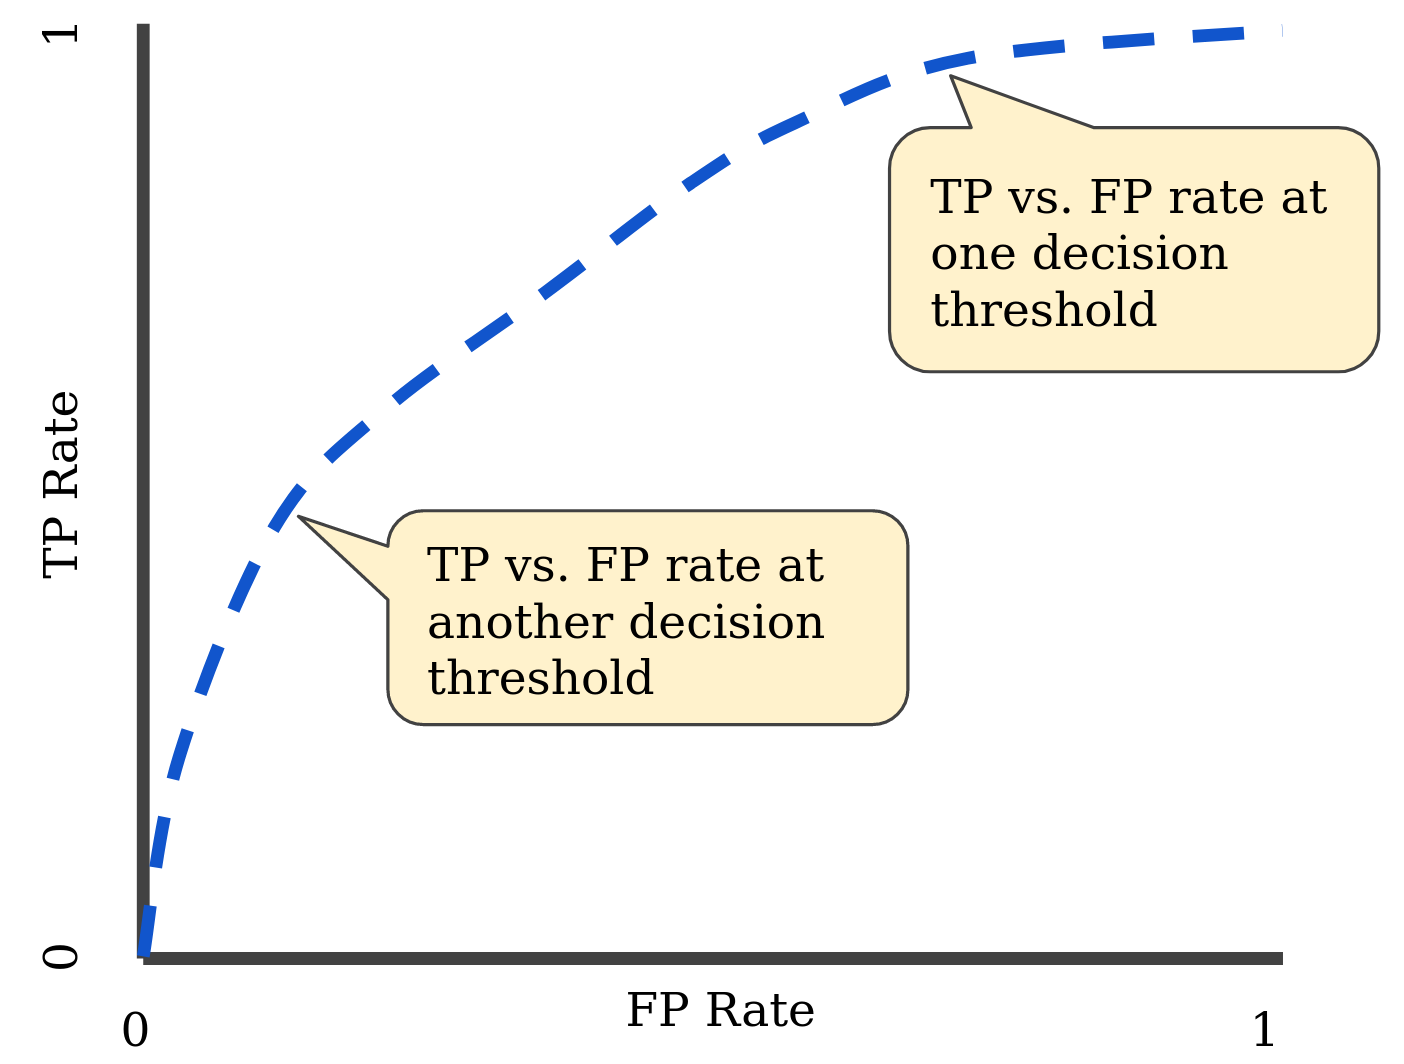 1
TP vs. FP rate at
one decision
threshold
TP Rate
TP vs. FP rate at
another decision
threshold
0
0
FP Rate
1